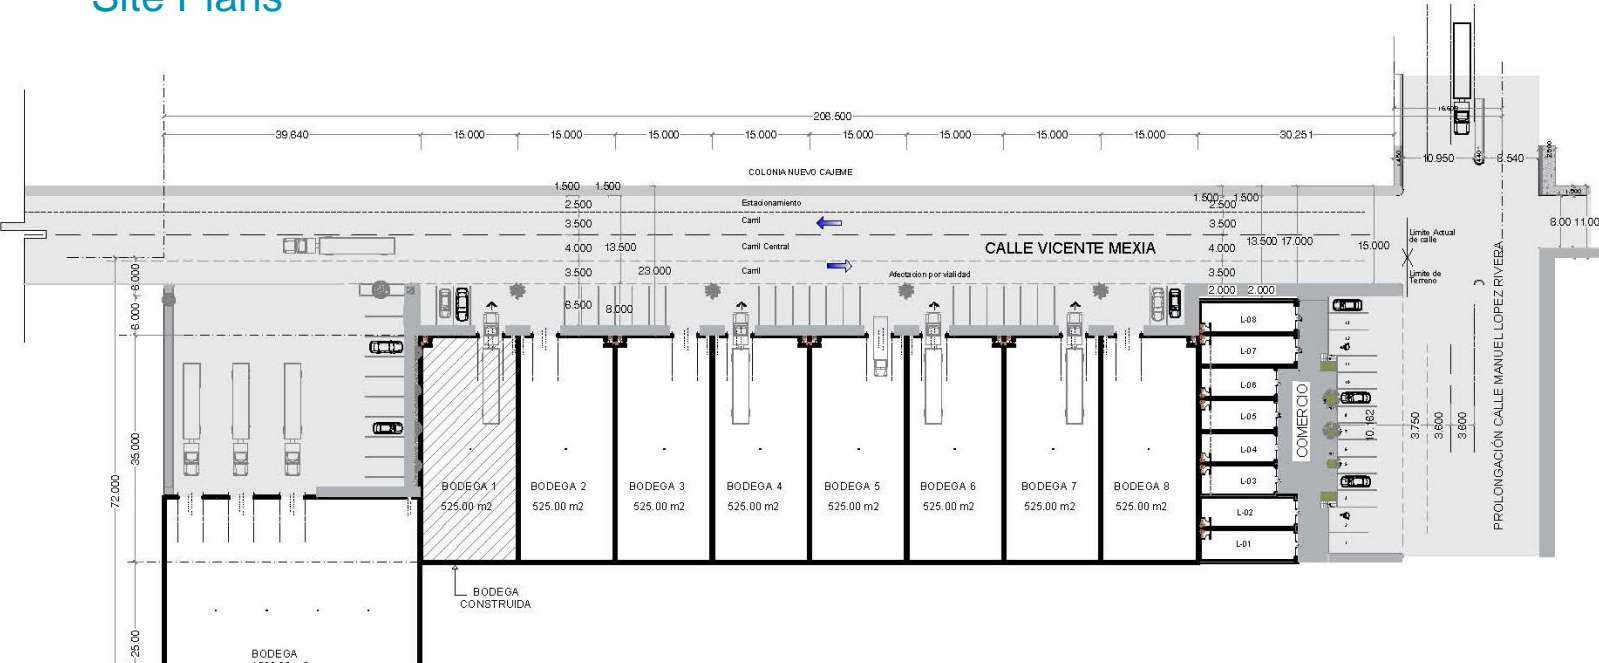 Site Plans
206.500
39.640 15.000 15.000 15.000 15.000 15.000 15.000 15.000 15.000 30.251
10.950 8.540
COLONIA NUEVO CAJEME
1.500 1.500
1.500 1.500
2.500 Estacionamiento 2.500
3.500 Carril 3.500
4.000 13.500 Carril Central CALLE VICENTE MEXIA 4.000 13.500 17.000 15.000
3.500 23.000 Carril Afectacion por vialidad 3.500
2.000 2.000
6.500 8.000
Limite Actual
de calle
Limite de
Terreno
8.00 11.00
1.500
6.000
6.000
35.000
72.000
25.00
L-08
L-07
L-06
L-05
L-04
L-03
L-02
L-01
COMERCIO
10.162
3.750
3.600
3.600
PROLONGACIÓN CALLE MANUEL LOPEZ RIVERA
BODEGA 1 BODEGA 2 BODEGA 3 BODEGA 4 BODEGA 5 BODEGA 6 BODEGA 7 BODEGA 8
525.00 m2 525.00 m2 525.00 m2 525.00 m2 525.00 m2 525.00 m2 525.00 m2 525.00 m2
BODEGA
CONSTRUIDA
BODEGA